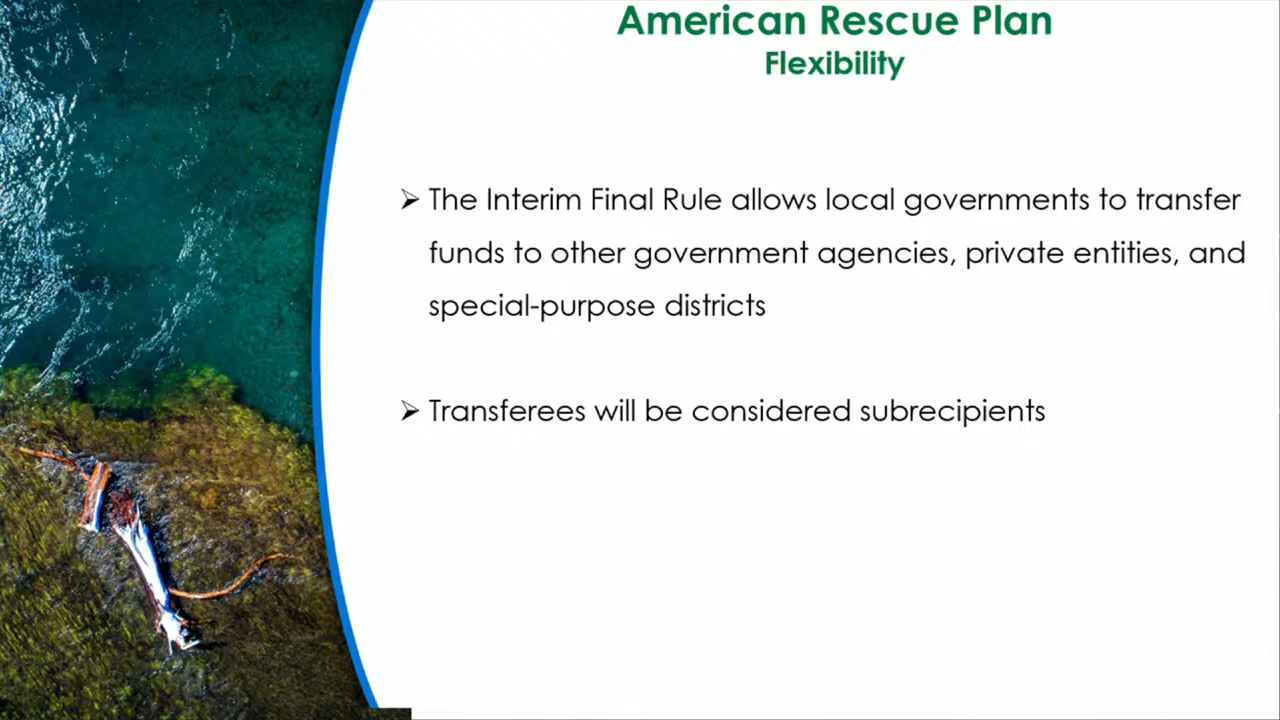 American Rescue Plan
Flexibility
➢ The Interim Final Rule allows local governments to transfer
funds to other government agencies, private entities, and
special-purpose districts
➢ Transferees will be considered subrecipients